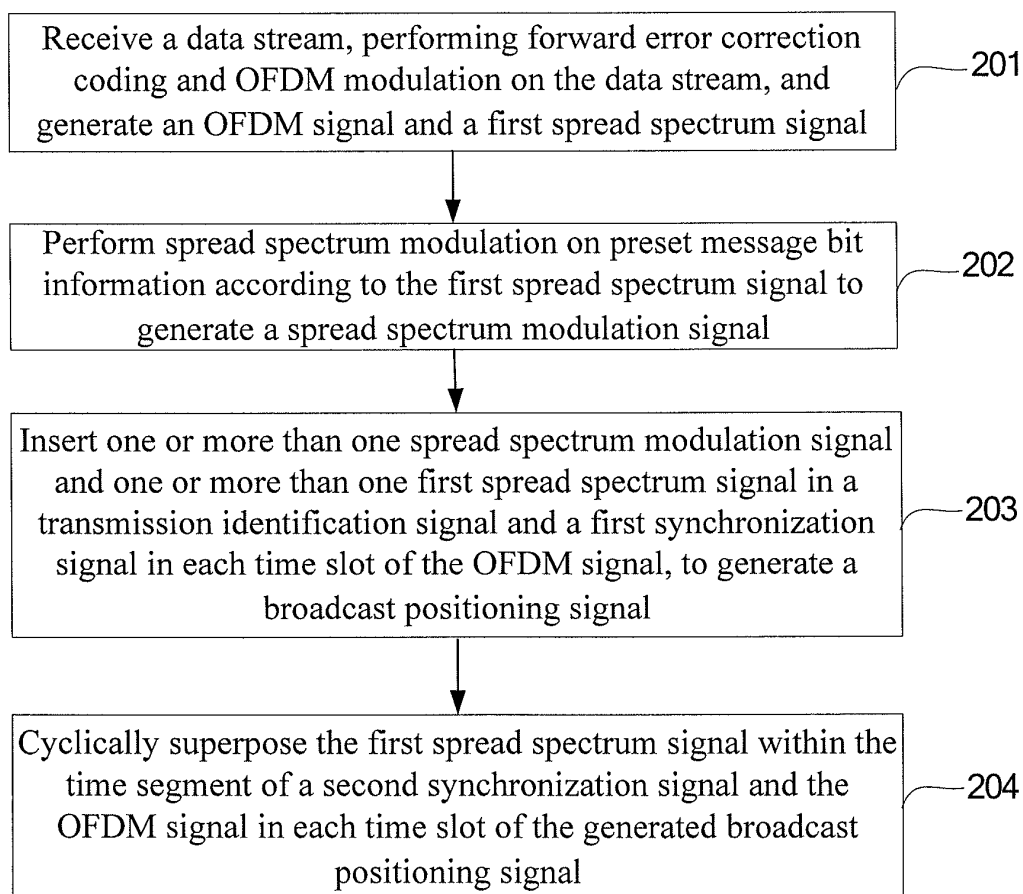 Receive a data stream, performing forward error correction
coding and OFDM modulation on the data stream, and
generate an OFDM signal and a first spread spectrum signal
201
Perform spread spectrum modulation on preset message bit
information according to the first spread spectrum signal to
generate a spread spectrum modulation signal
202
Insert one or more than one spread spectrum modulation signal
and one or more than one first spread spectrum signal in a
transmission identification signal and a first synchronization
signal in each time slot of the OFDM signal, to generate a
broadcast positioning signal
203
Cyclically superpose the first spread spectrum signal within the
time segment of a second synchronization signal and the
OFDM signal in each time slot of the generated broadcast
positioning signal
204